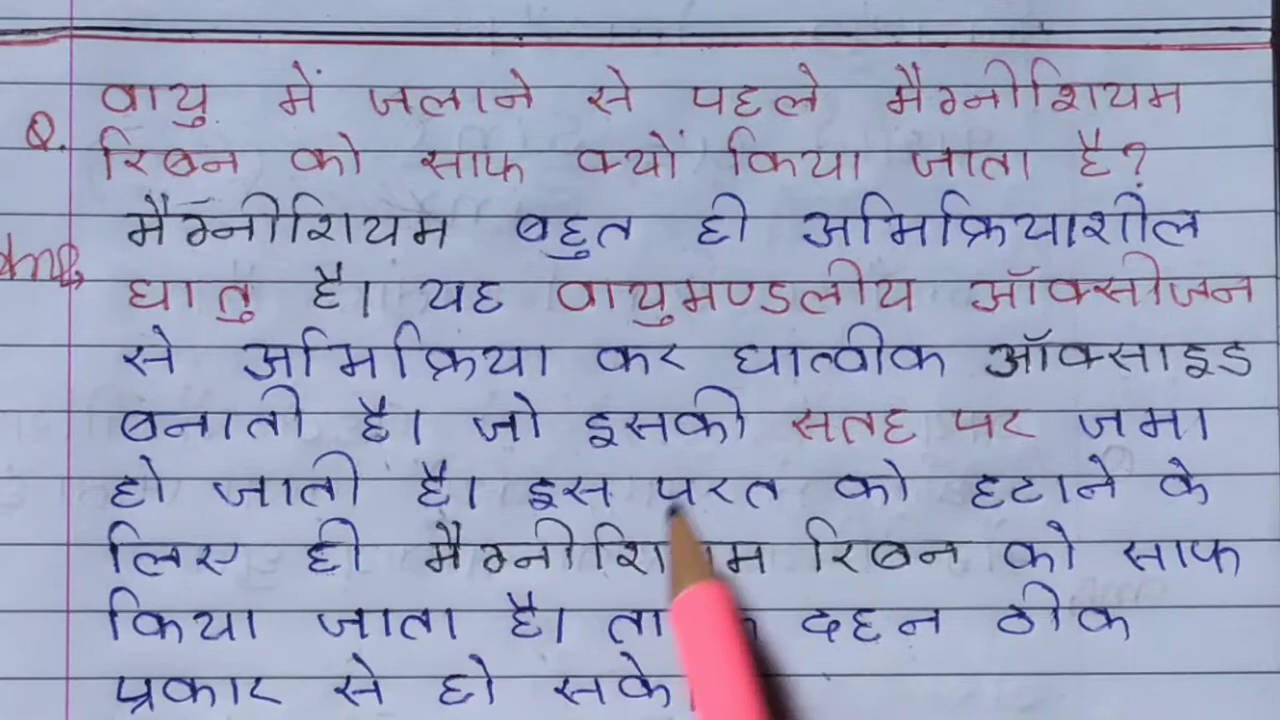 Q. वायु में जलाने से पहले मैग्नीशियम
रिबन को साफ क्यों किया जाता है?
Ans मैग्नीशियम बहुत ही अभिक्रियाशील
धातु है। यह वायुमण्डलीय ऑक्सीजन
से अभिक्रिया कर धात्वीक ऑक्साइड
बनाती है। जो इसकी सतह पर जमा
हो जाती है। इस परत को हटाने के
लिए ही रिबन को साफ
किया जाता है। दहन ठीक
प्रकार से हो सके।